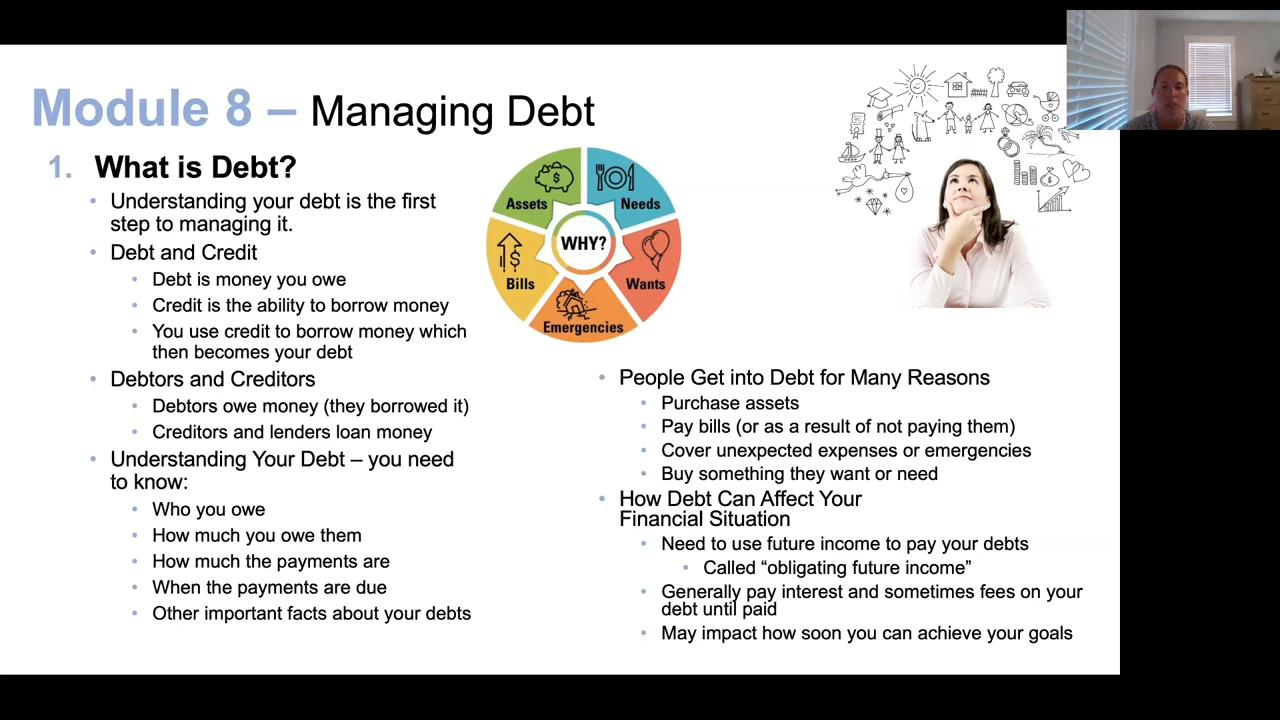 Module 8 – Managing Debt
1. What is Debt?
• Understanding your debt is the first
step to managing it.
• Debt and Credit
• Debt is money you owe
• Credit is the ability to borrow money
• You use credit to borrow money which
then becomes your debt
• Debtors and Creditors
• Debtors owe money (they borrowed it)
• Creditors and lenders loan money
• Understanding Your Debt – you need
to know:
• Who you owe
• How much you owe them
• How much the payments are
• When the payments are due
• Other important facts about your debts
Assets
Needs
WHY?
Bills
Wants
Emergencies
• People Get into Debt for Many Reasons
• Purchase assets
• Pay bills (or as a result of not paying them)
• Cover unexpected expenses or emergencies
• Buy something they want or need
• How Debt Can Affect Your
Financial Situation
• Need to use future income to pay your debts
• Called “obligating future income”
• Generally pay interest and sometimes fees on your
debt until paid
• May impact how soon you can achieve your goals